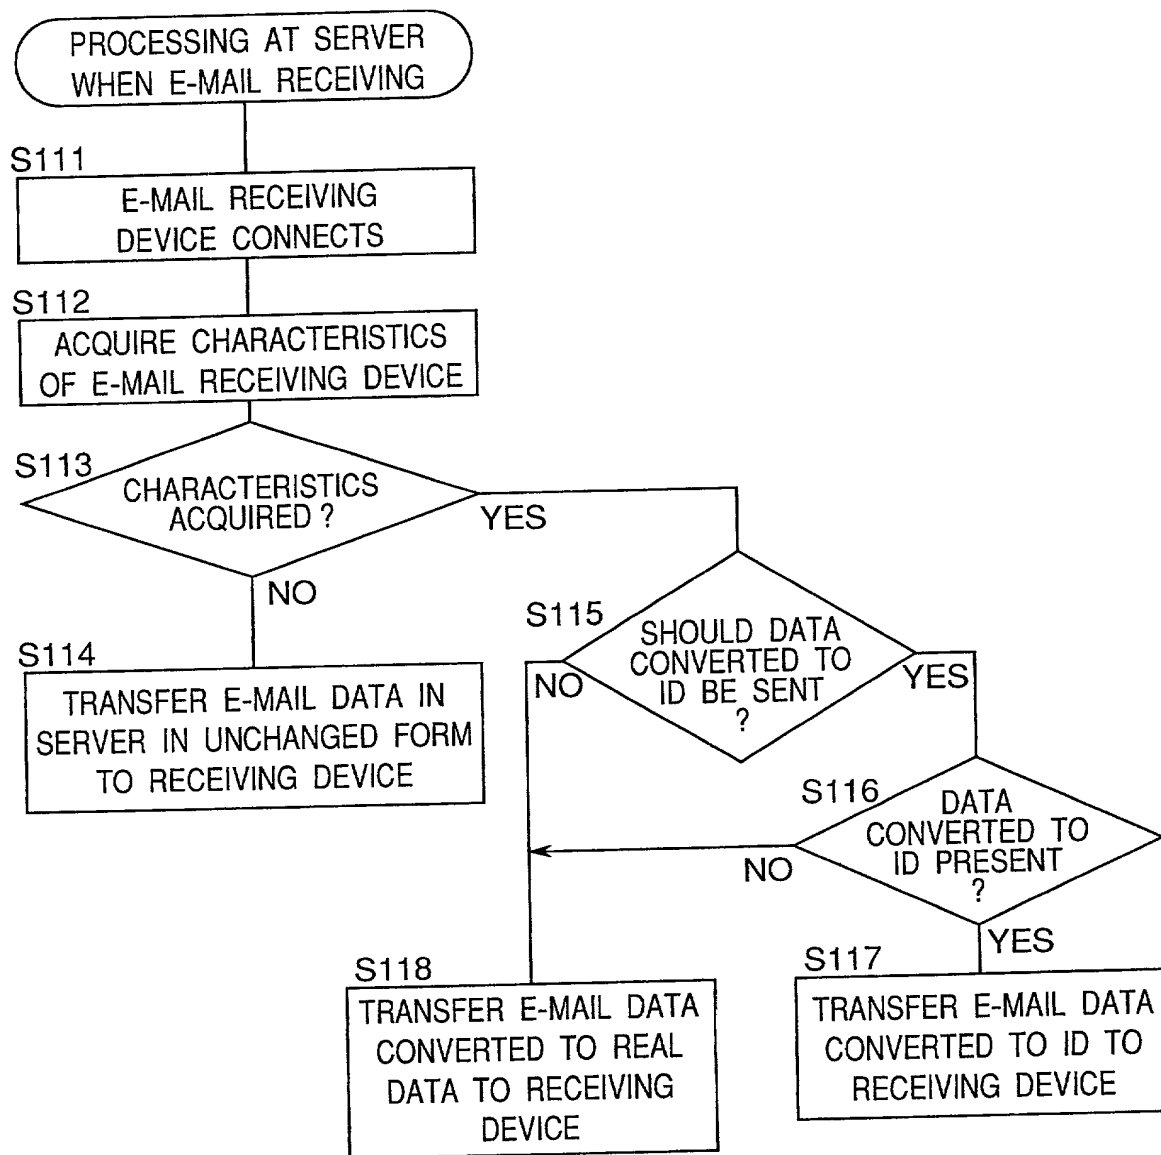 PROCESSING AT SERVER
WHEN E-MAIL RECEIVING
S111
E-MAIL RECEIVING
DEVICE CONNECTS
S112
ACQUIRE CHARACTERISTICS
OF E-MAIL RECEIVING DEVICE
S113
CHARACTERISTICS
ACQUIRED ?
YES
NO
S114
TRANSFER E-MAIL DATA IN
SERVER IN UNCHANGED FORM
TO RECEIVING DEVICE
S115
SHOULD DATA
CONVERTED TO
ID BE SENT
?
NO
YES
S116
DATA
CONVERTED TO
ID PRESENT
?
NO
YES
S117
TRANSFER E-MAIL DATA
CONVERTED TO ID TO
RECEIVING DEVICE
S118
TRANSFER E-MAIL DATA
CONVERTED TO REAL
DATA TO RECEIVING
DEVICE